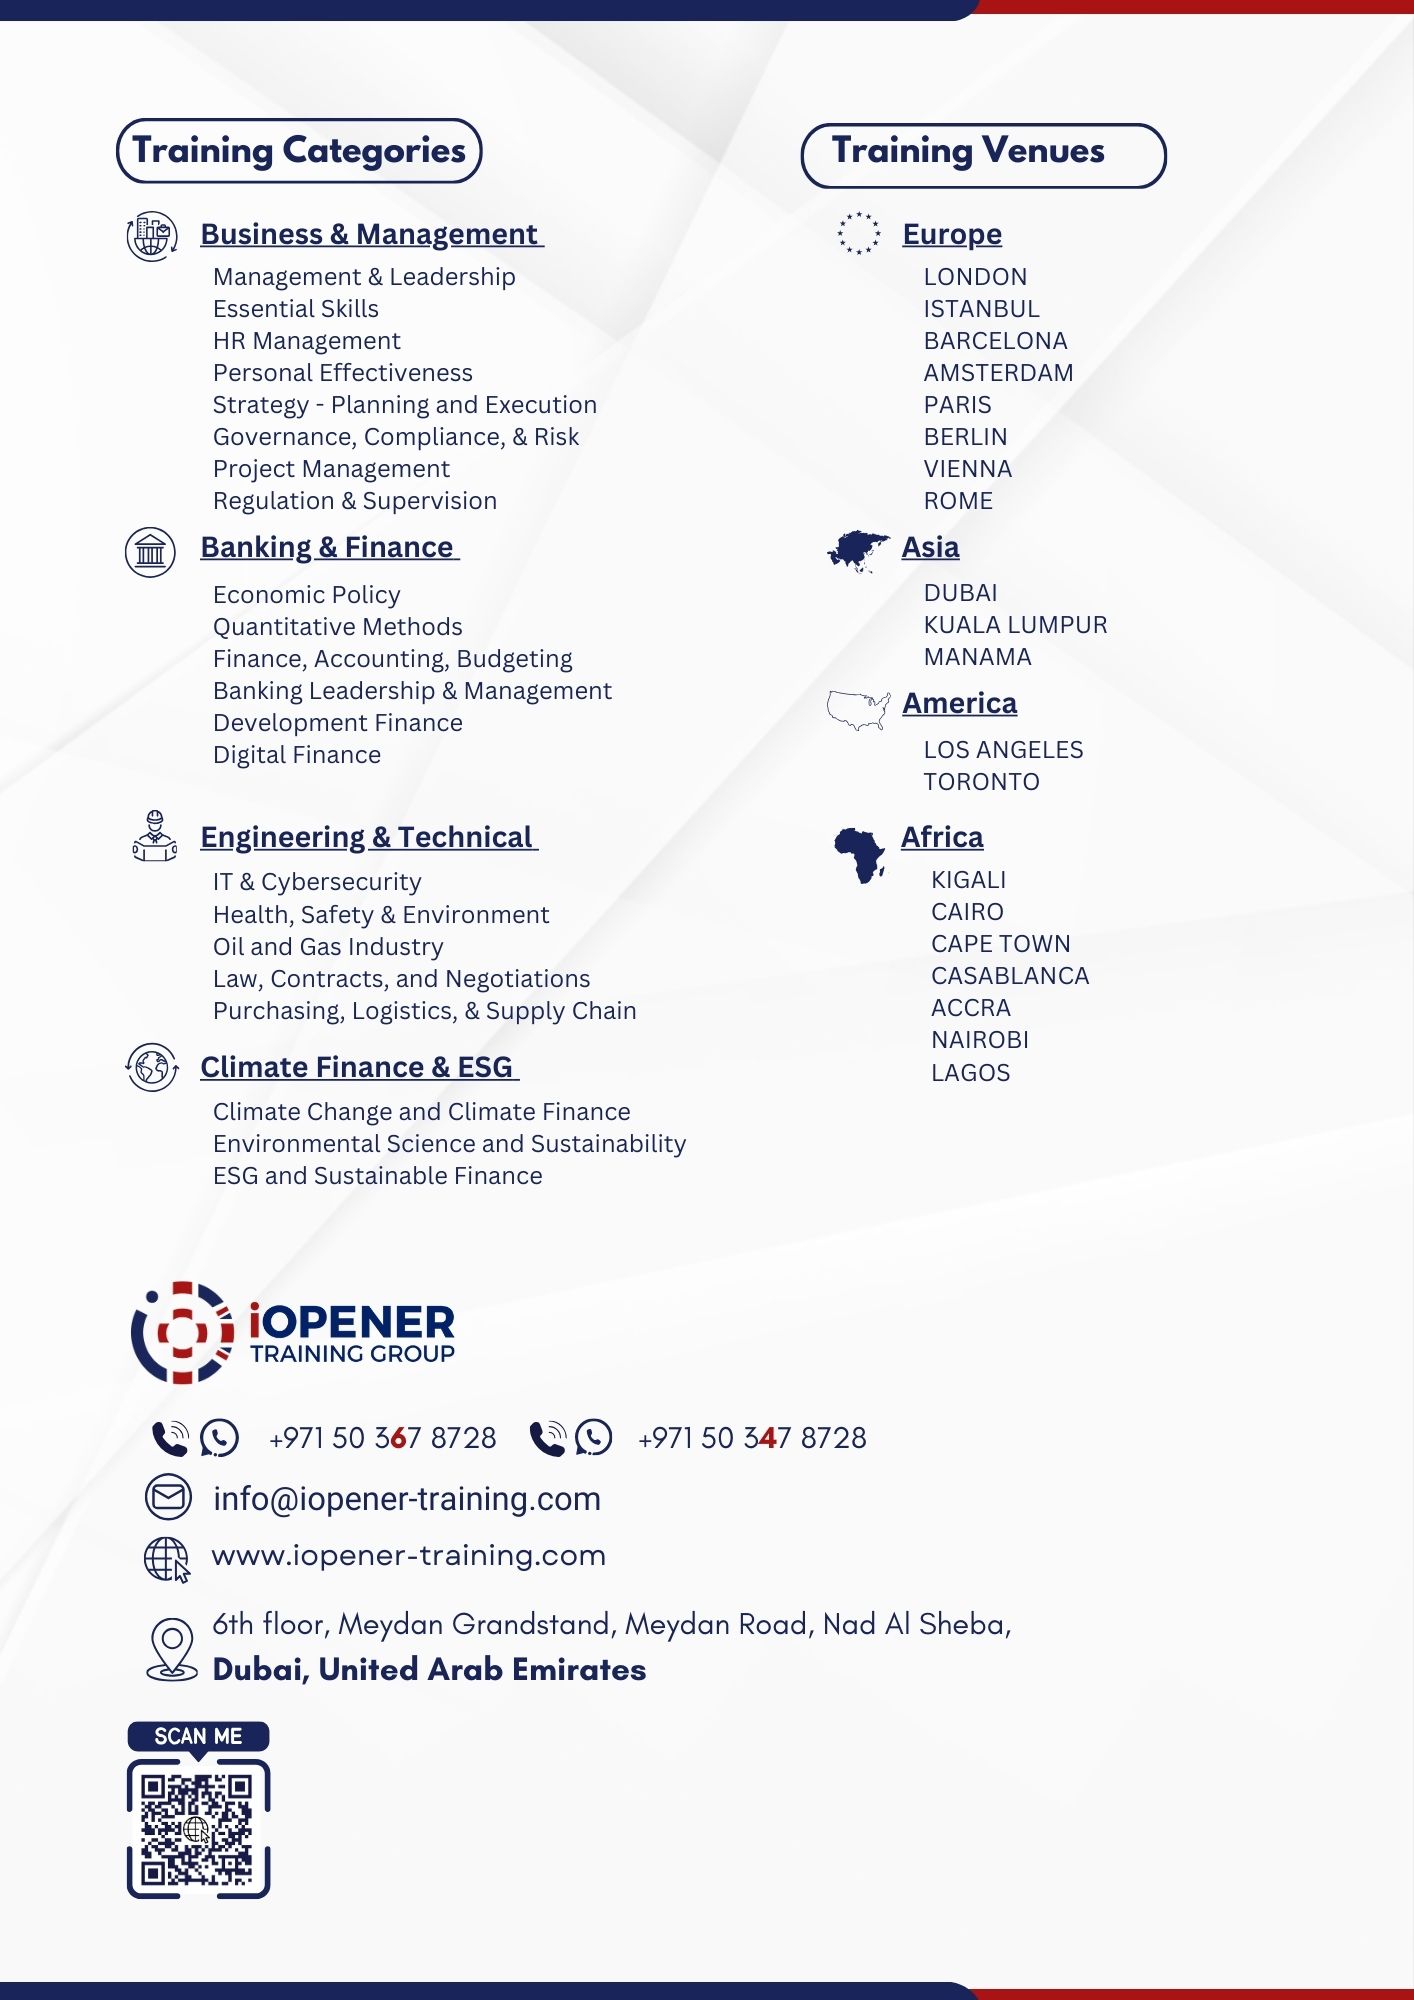 Training Categories
Business & Management
Management & Leadership
Essential Skills
HR Management
Personal Effectiveness
Strategy - Planning and Execution
Governance, Compliance, & Risk
Project Management
Regulation & Supervision
Banking & Finance
Economic Policy
Quantitative Methods
Finance, Accounting, Budgeting
Banking Leadership & Management
Development Finance
Digital Finance
Engineering & Technical
IT & Cybersecurity
Health, Safety & Environment
Oil and Gas Industry
Law, Contracts, and Negotiations
Purchasing, Logistics, & Supply Chain
Climate Finance & ESG
Climate Change and Climate Finance
Environmental Science and Sustainability
ESG and Sustainable Finance
Training Venues
Europe
LONDON
ISTANBUL
BARCELONA
AMSTERDAM
PARIS
BERLIN
VIENNA
ROME
Asia
DUBAI
KUALA LUMPUR
MANAMA
America
LOS ANGELES
TORONTO
Africa
KIGALI
CAIRO
CAPE TOWN
CASABLANCA
ACCRA
NAIROBI
LAGOS
iOPENER
TRAINING GROUP
+971 50 367 8728 +971 50 347 8728
info@iopener-training.com
www.iopener-training.com
6th floor, Meydan Grandstand, Meydan Road, Nad Al Sheba,
Dubai, United Arab Emirates
SCAN ME